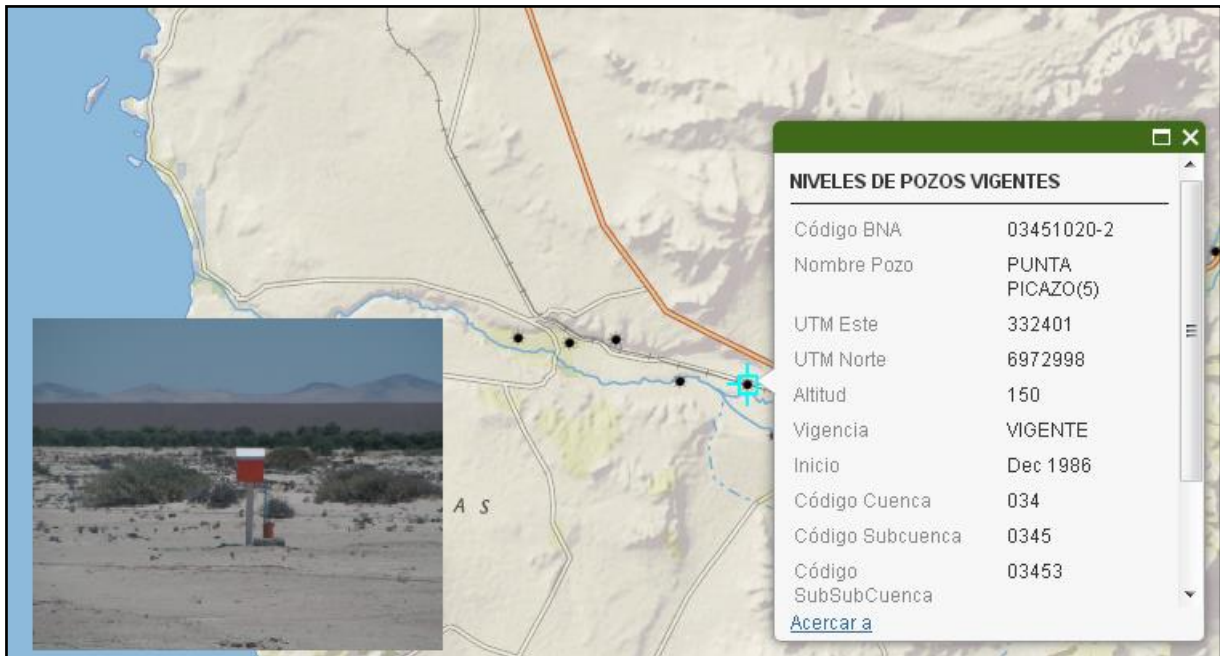 NIVELES DE POZOS VIGENTES
Código BNA 03451020-2
Nombre Pozo PUNTA
PICAZO(5)
UTM Este 332401
UTM Norte 6972998
Altitud 150
Vigencia VIGENTE
Inicio Dec 1986
Código Cuenca 034
Código Subcuenca 0345
Código 03453
SubSubCuenca
Acercar a
A S